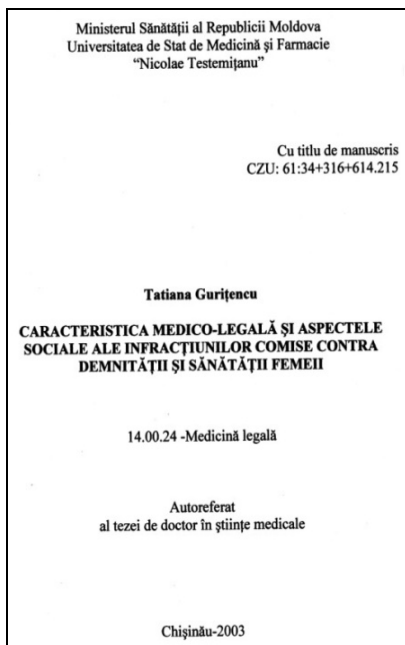 Ministerul Sănătăţii al Republicii Moldova
Universitatea de Stat de Medicină şi Farmacie
“Nicolae Testemiţanu”
Cu titlu de manuscris
CZU: 61:34+316+614.215
Tatiana Guriţencu
CARACTERISTICA MEDICO-LEGALĂ ŞI ASPECTELE
SOCIALE ALE INFRACŢIUNILOR COMISE CONTRA
DEMNITĂŢII ŞI SĂNĂTĂŢII FEMEII
14.00.24 -Medicină legală
Autoreferat
al tezei de doctor în ştiinţe medicale
Chişinău-2003